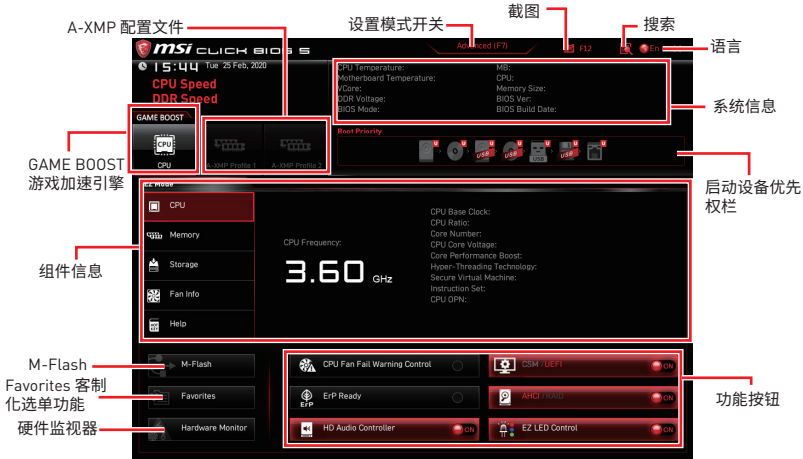 截图
A-XMP 配置文件
设置模式开关
搜索
语言
msi CLICK BIOS 5
Advanced (F7)
F12
En
15:44 Tue 25 Feb, 2020
CPU Speed
DDR Speed
CPU Temperature:
Motherboard Temperature:
VCore:
DDR Voltage:
BIOS Mode:
MB:
CPU:
Memory Size:
BIOS Ver:
BIOS Build Date:
系统信息
GAME BOOST
CPU
A-XMP Profile 1
A-XMP Profile 2
Boot Priority
U
U
USB U
USB U
USB U
USB U
U
GAME BOOST
游戏加速引擎
启动设备优先
权栏
EZ Mode
CPU
Memory
Storage
Fan Info
Help
组件信息
CPU Frequency:
3.60 GHz
CPU Base Clock:
CPU Ratio:
Core Number:
CPU Core Voltage:
Core Performance Boost:
Hyper-Threading Technology:
Secure Virtual Machine:
Instruction Set:
CPU OPN:
M-Flash
Favorites 客制
化选单功能
硬件监视器
M-Flash
Favorites
Hardware Monitor
CPU Fan Fail Warning Control
CSM /UEFI
ON
ErP
ErP Ready
AHCI /RAID
ON
HD Audio Controller
ON
EZ LED Control
ON
功能按钮